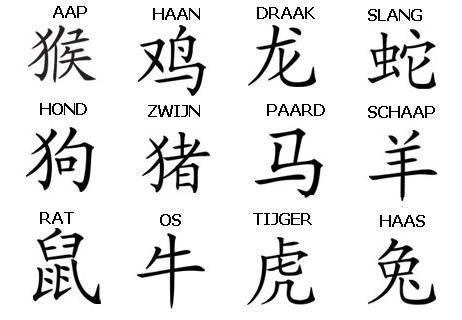 AAP HAAN DRAAK SLANG
猴 鸡 龙 蛇
HOND ZWIJN PAARD SCHAAP
狗 猪 马 羊
RAT OS TIJGER HAAS
鼠 牛 虎 兔